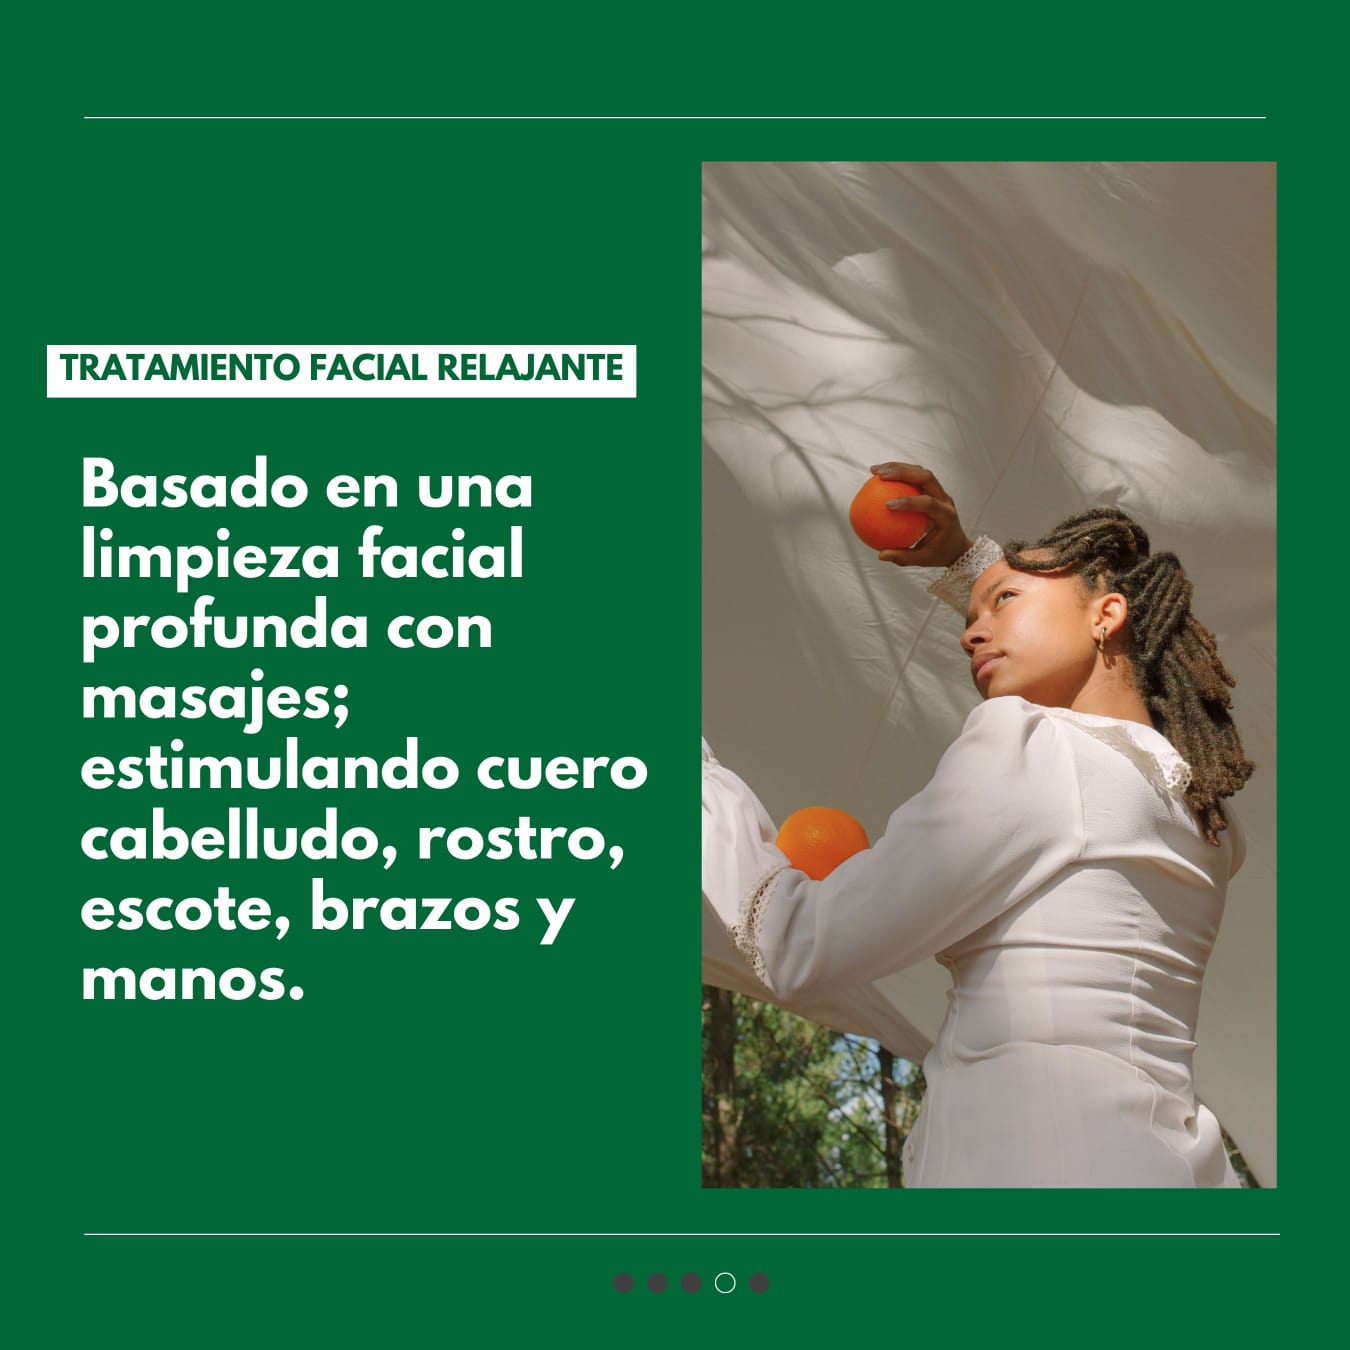 TRATAMIENTO FACIAL RELAJANTE
Basado en una
limpieza facial
profunda con
masajes;
estimulando cuero
cabelludo, rostro,
escote, brazos y
manos.